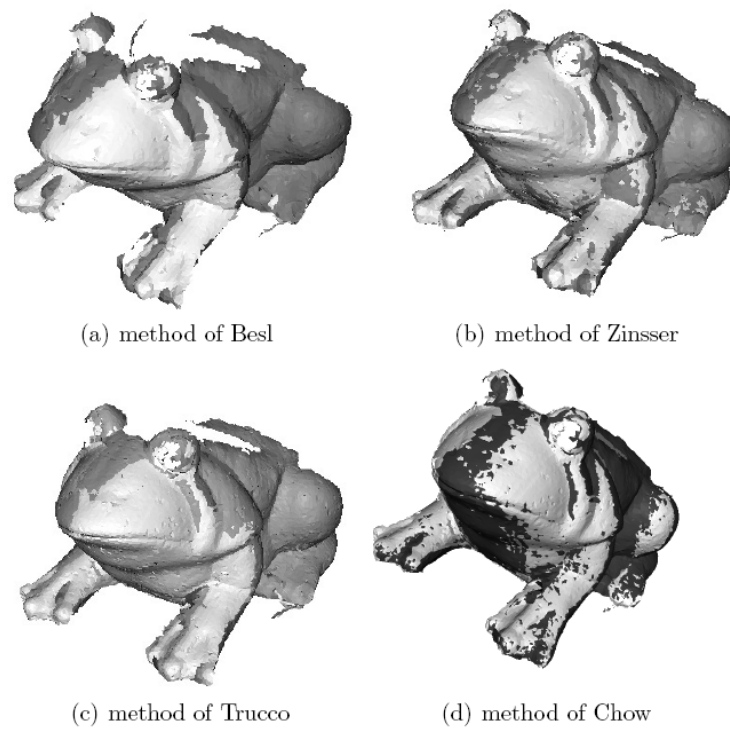 (a) method of Besl
(b) method of Zinsser
(c) method of Trucco
(d) method of Chow